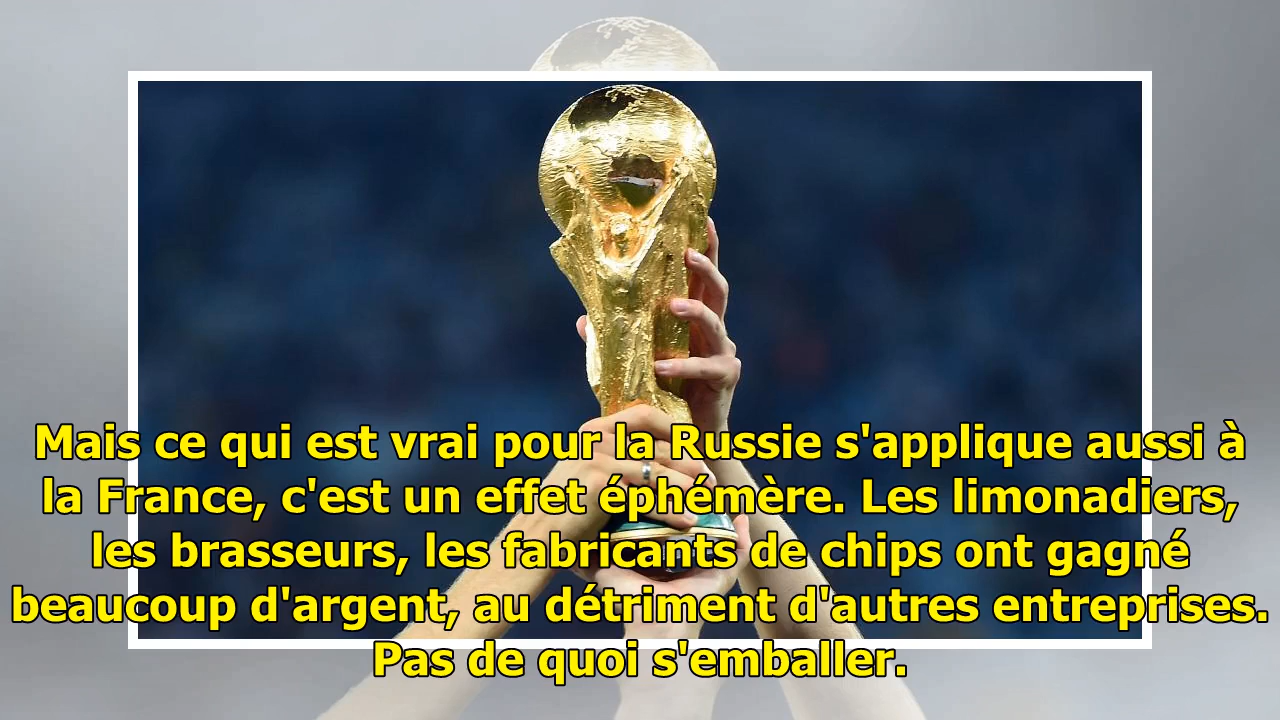 Mais ce qui est vrai pour la Russie s'applique aussi à
la France, c'est un effet éphémère. Les limonadiers,
les brasseurs, les fabricants de chips ont gagné
beaucoup d'argent, au détriment d'autres entreprises.
Pas de quoi s'emballer.